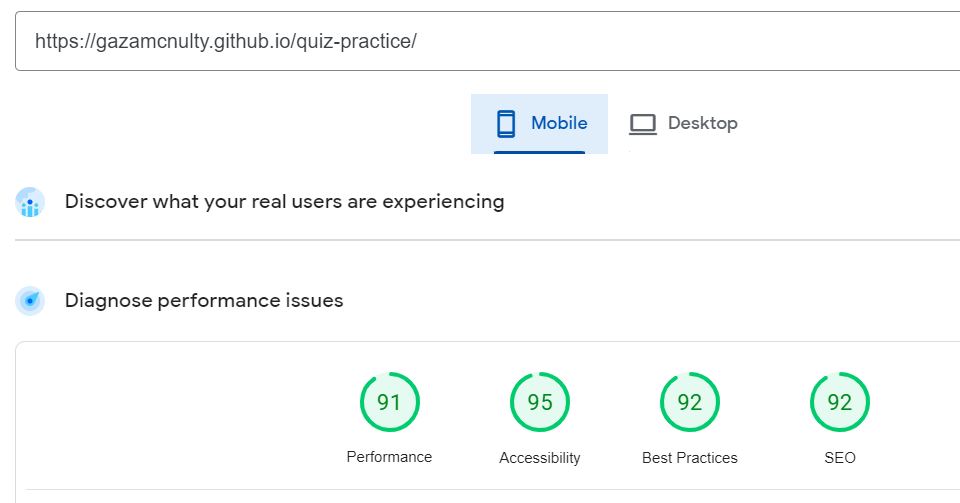 https://gazamcnulty.github.io/quiz-practice/
Mobile Desktop
Discover what your real users are experiencing
Diagnose performance issues
91 95 92 92
Performance Accessibility Best Practices SEO